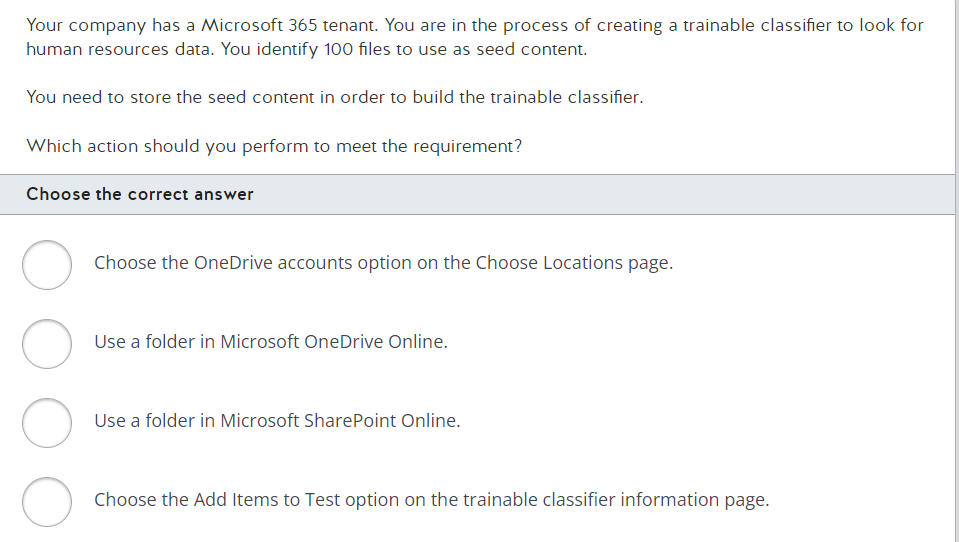 Your company has a Microsoft 365 tenant. You are in the process of creating a trainable classifier to look for
human resources data. You identify 100 files to use as seed content.
You need to store the seed content in order to build the trainable classifier.
Which action should you perform to meet the requirement?
Choose the correct answer
Choose the OneDrive accounts option on the Choose Locations page.
Use a folder in Microsoft OneDrive Online.
Use a folder in Microsoft SharePoint Online.
Choose the Add Items to Test option on the trainable classifier information page.